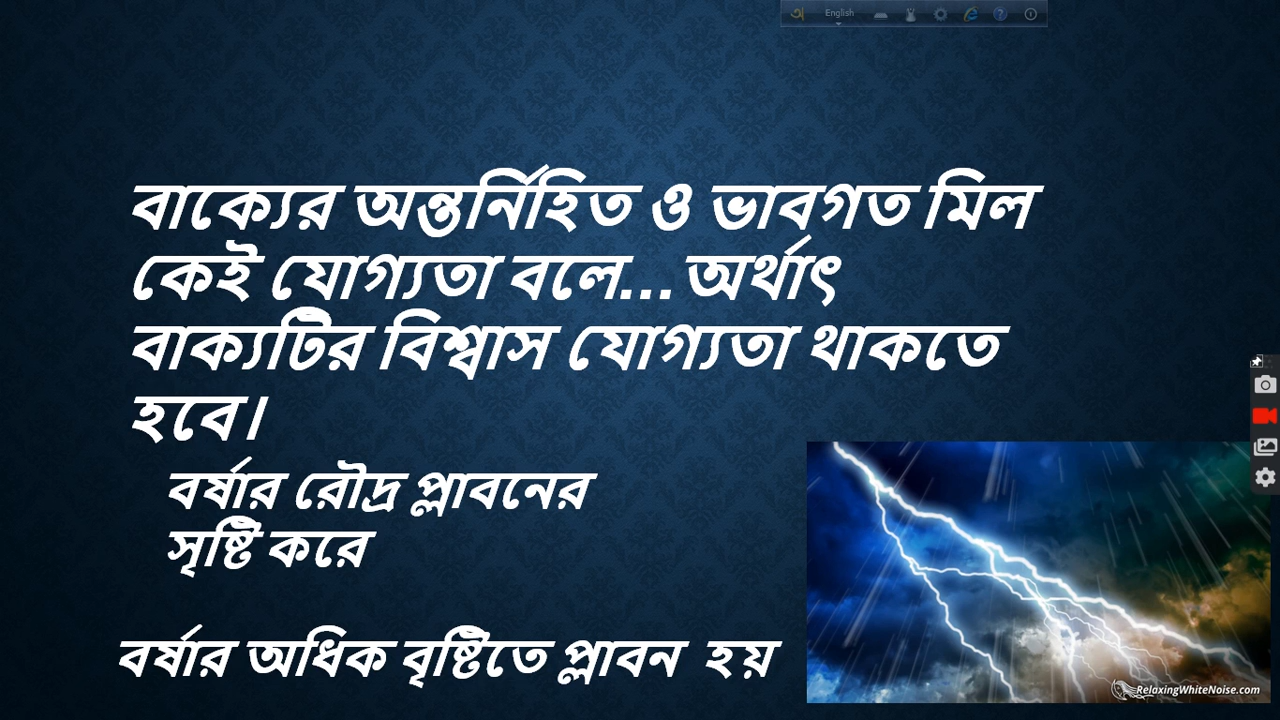 English
বাক্যের অন্তর্নিহিত ও ভাবগত মিল
কেই যোগ্যতা বলে...অর্থাৎ
বাক্যটির বিশ্বাস যোগ্যতা থাকতে
হবে।
বর্ষার রৌদ্র প্লাবনের
সৃষ্টি করে
বর্ষার অধিক বৃষ্টিতে প্লাবন হয়
RelaxingWhiteNoise.com